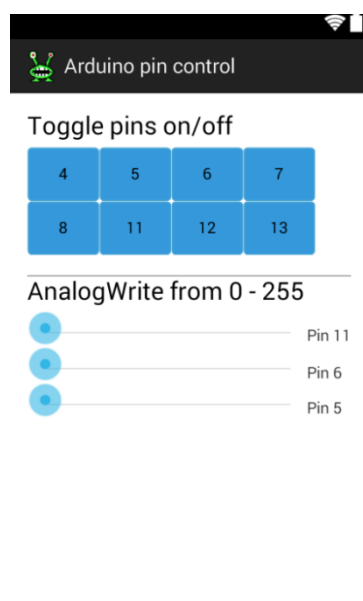 Arduino pin control
Toggle pins on/off
4 5 6 7
8 11 12 13
AnalogWrite from 0 - 255
Pin 11
Pin 6
Pin 5